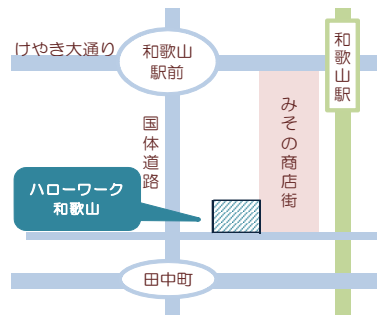 けやき大通り
和歌山
駅前
和歌山駅
みその商店街
国体道路
ハローワーク
和歌山
田中町